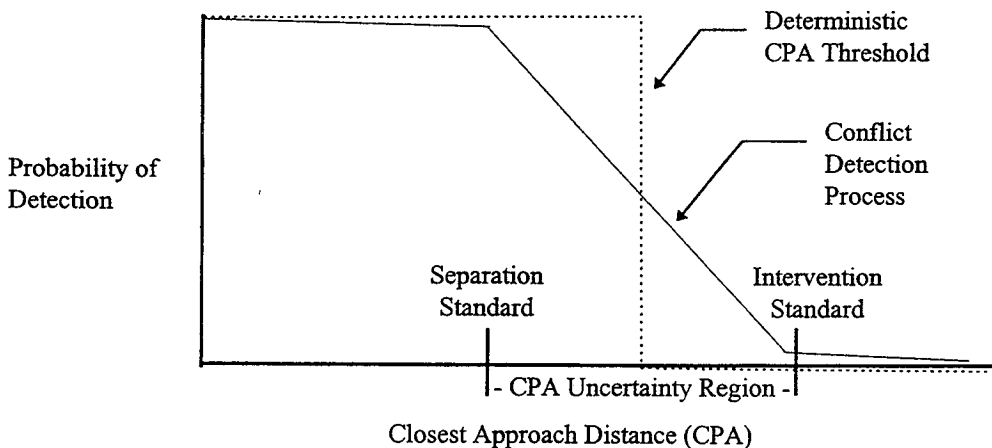 Deterministic
CPA Threshold
Conflict
Detection
Process
Probability of
Detection
Separation
Standard
Intervention
Standard
- CPA Uncertainty Region -
Closest Approach Distance (CPA)